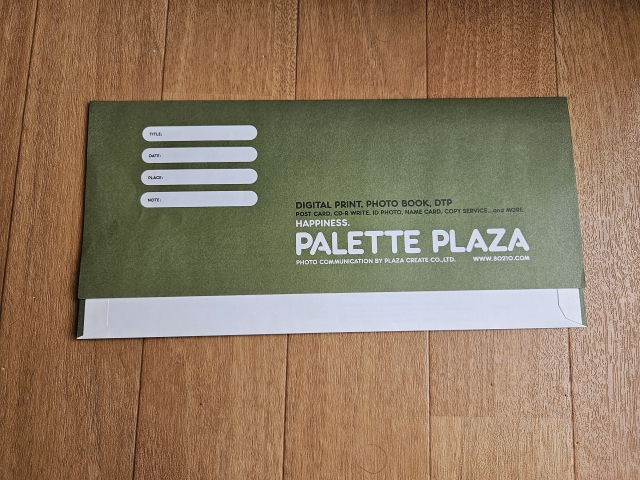 TITLE:
DATE:
PLACE:
NOTE:
DIGITAL PRINT, PHOTO BOOK, DTP
POST CARD, CD-R WRITE, ID PHOTO, NAME CARD, COPY SERVICE...and MORE.
HAPPINESS.
PALETTE PLAZA
PHOTO COMMUNICATION BY PLAZA CREATE CO.,LTD. WWW.80210.COM